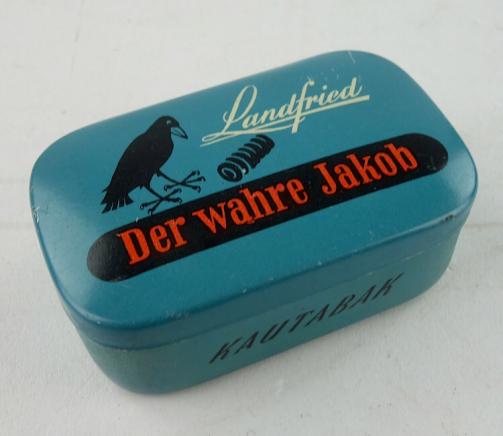 Landfried
Der wahre Jakob
KAUTABAK